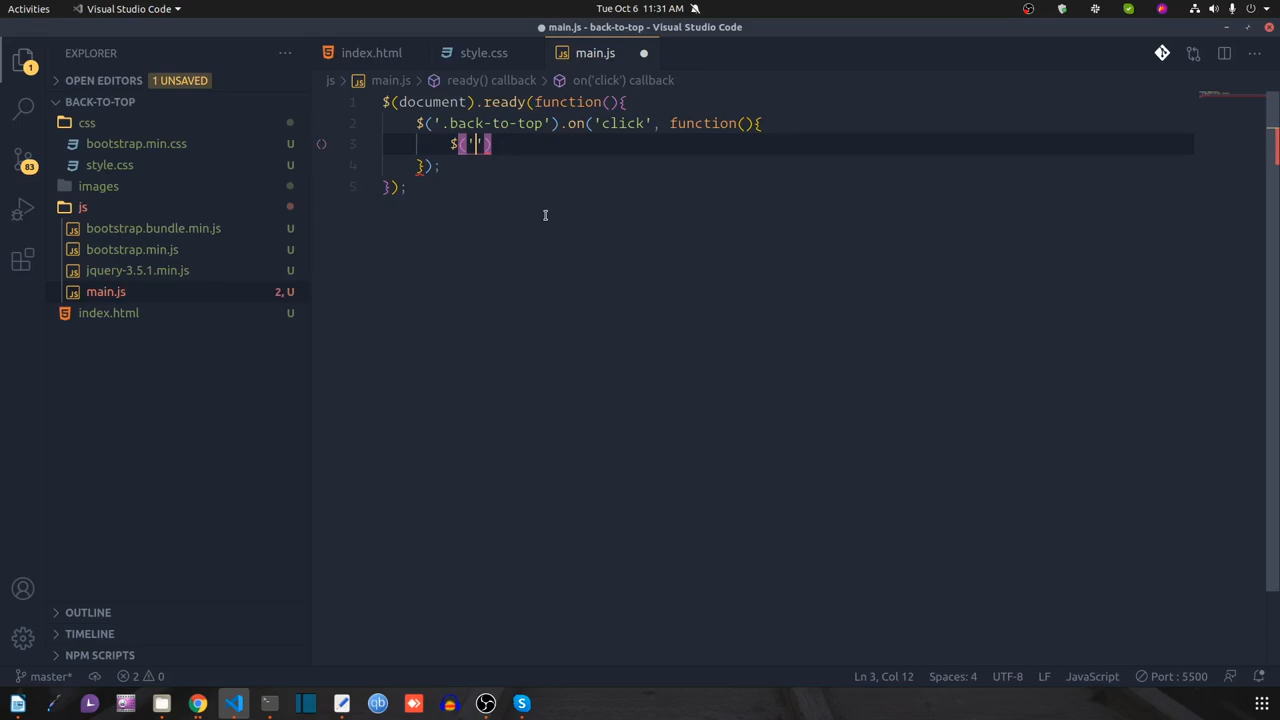 Activities
Visual Studio Code
Tue Oct 6 11:31 AM
● main.js - back-to-top - Visual Studio Code
EXPLORER
index.html
style.css
main.js
OPEN EDITORS 1 UNSAVED
js > main.js > ready() callback > on('click') callback
BACK-TO-TOP
css
bootstrap.min.css U
style.css U
images
js
bootstrap.bundle.min.js U
bootstrap.min.js U
jquery-3.5.1.min.js U
main.js 2, U
index.html U
1
83
1 $(document).ready(function(){
2 $('.back-to-top').on('click', function(){
3 $('')
4 });
5 });
OUTLINE
TIMELINE
NPM SCRIPTS
master* 2 0 Ln 3, Col 12 Spaces: 4 UTF-8 LF JavaScript Port : 5500
qb